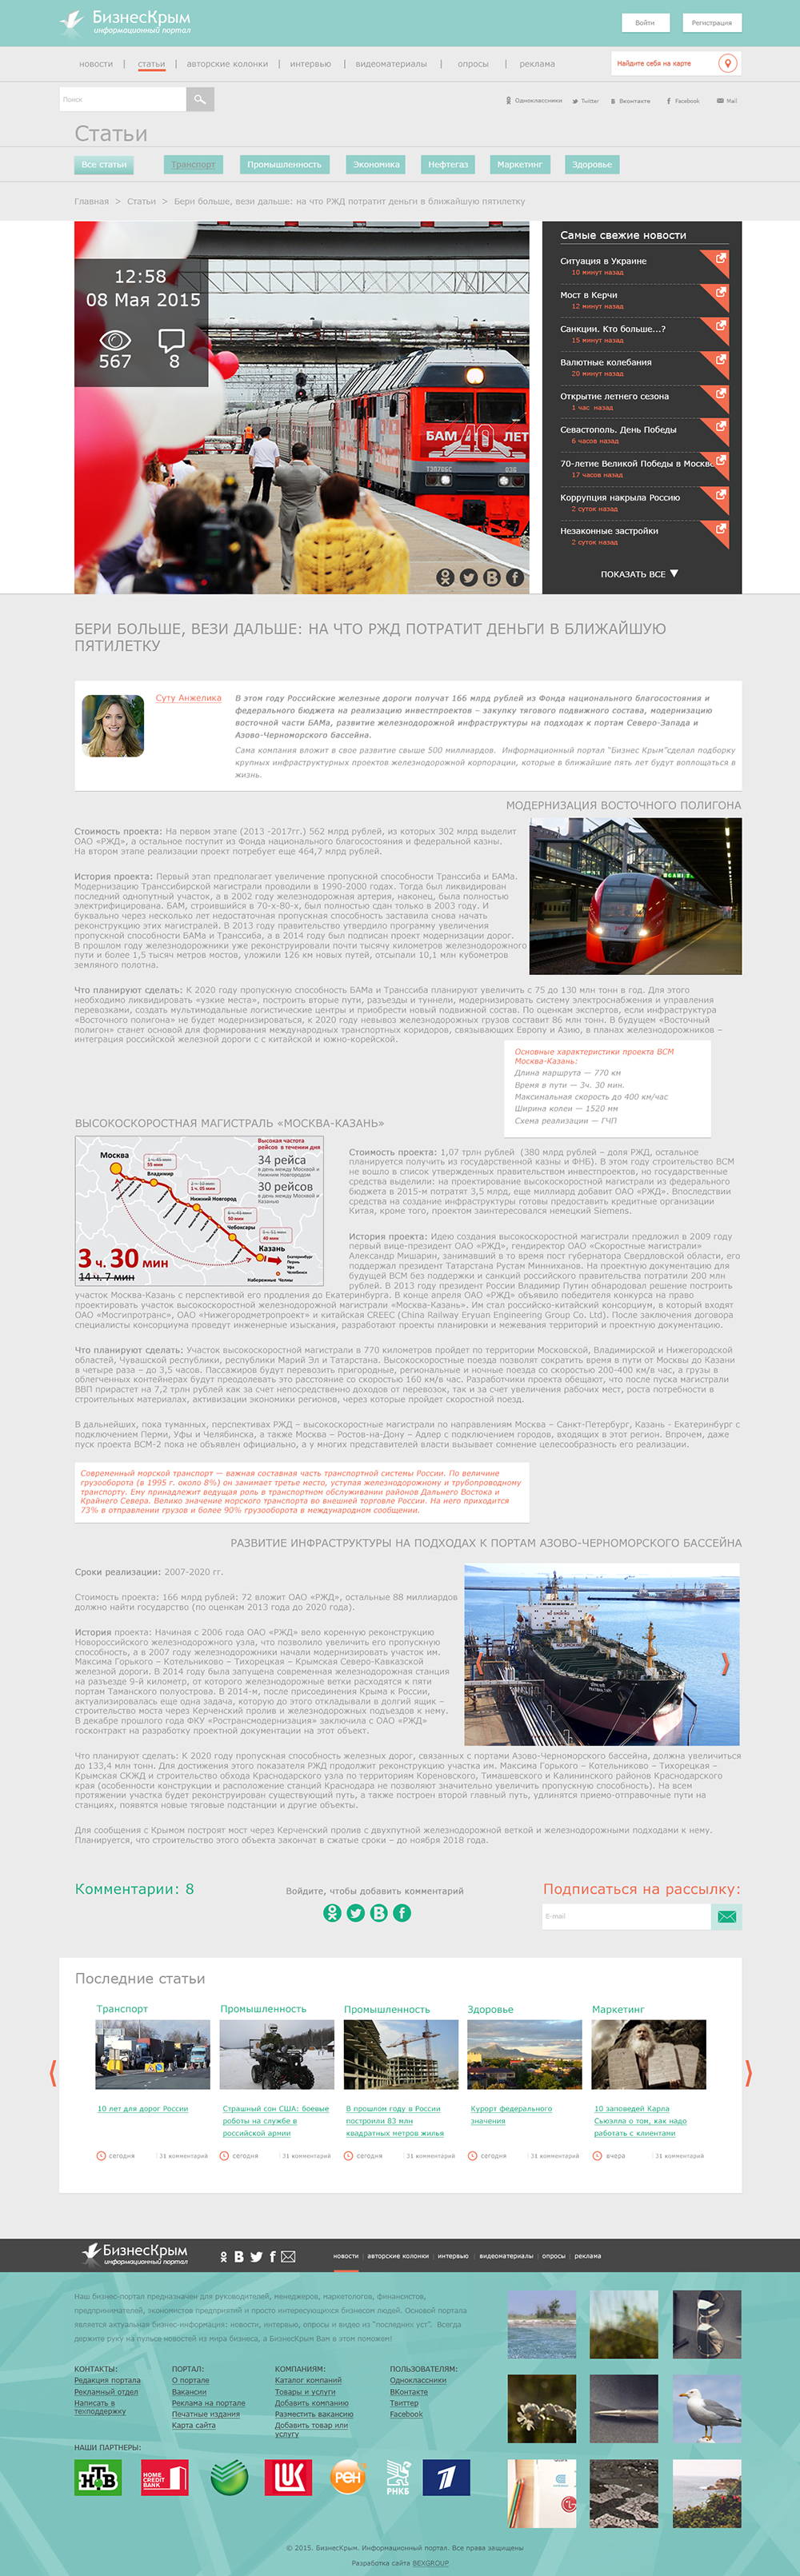 БизнесКрым
информационный портал
Войти
Регистрация
новости | статьи | авторские колонки | интервью | видеоматериалы | опросы | реклама
Найдите себя на карте
Поиск
Одноклассники Twitter Вконтакте Facebook Mail
Статьи
Все статьи Транспорт Промышленность Экономика Нефтегаз Маркетинг Здоровье
Главная > Статьи > Бери больше, вези дальше: на что РЖД потратит деньги в ближайшую пятилетку
12:58
08 Мая 2015
567 8
БАМ 40 ЛЕТ
Самые свежие новости
Ситуация в Украине
10 минут назад
Мост в Керчи
12 минут назад
Санкции. Кто больше...?
15 минут назад
Валютные колебания
20 минут назад
Открытие летнего сезона
1 час назад
Севастополь. День Победы
6 часов назад
70-летие Великой Победы в Москве
17 часов назад
Коррупция накрыла Россию
2 суток назад
Незаконные застройки
2 суток назад
ПОКАЗАТЬ ВСЕ
БЕРИ БОЛЬШЕ, ВЕЗИ ДАЛЬШЕ: НА ЧТО РЖД ПОТРАТИТ ДЕНЬГИ В БЛИЖАЙШУЮ
ПЯТИЛЕТКУ
Суту Анжелика
В этом году Российские железные дороги получат 166 млрд рублей из Фонда национального благосостояния и
федерального бюджета на реализацию инвестпроектов – закупку тягового подвижного состава, модернизацию
восточной части БАМа, развитие железнодорожной инфраструктуры на подходах к портам Северо-Запада и
Азово-Черноморского бассейна.
Сама компания вложит в свое развитие свыше 500 миллиардов. Информационный портал "Бизнес Крым"сделал подборку
крупных инфраструктурных проектов железнодорожной корпорации, которые в ближайшие пять лет будут воплощаться в
жизнь.
МОДЕРНИЗАЦИЯ ВОСТОЧНОГО ПОЛИГОНА
Стоимость проекта: На первом этапе (2013 -2017гг.) 562 млрд рублей, из которых 302 млрд выделит
ОАО «РЖД», а остальное поступит из Фонда национального благосостояния и федеральной казны.
На втором этапе реализации проект потребует еще 464,7 млрд рублей.
История проекта: Первый этап предполагает увеличение пропускной способности Транссиба и БАМа.
Модернизацию Транссибирской магистрали проводили в 1990-2000 годах. Тогда был ликвидирован
последний однопутный участок, а в 2002 году железнодорожная артерия, наконец, была полностью
электрифицирована. БАМ, строившийся в 70-х-80-х, был полностью сдан только в 2003 году. И
буквально через несколько лет недостаточная пропускная способность заставила снова начать
реконструкцию этих магистралей. В 2013 году правительство утвердило программу увеличения
пропускной способности БАМа и Транссиба, а в 2014 году был подписан проект модернизации дорог.
В прошлом году железнодорожники уже реконструировали почти тысячу километров железнодорожного
пути и более 1,5 тысяч метров мостов, уложили 126 км новых путей, отсыпали 10,1 млн кубометров
земляного полотна.
Что планируют сделать: К 2020 году пропускную способность БАМа и Транссиба планируют увеличить с 75 до 130 млн тонн в год. Для этого
необходимо ликвидировать «узкие места», построить вторые пути, разъезды и туннели, модернизировать систему электроснабжения и управления
перевозками, создать мультимодальные логистические центры и приобрести новый подвижной состав. По оценкам экспертов, если инфраструктура
«Восточного полигона» не будет модернизироваться, к 2020 году невывоз железнодорожных грузов составит 86 млн тонн. В будущем «Восточный
полигон» станет основой для формирования международных транспортных коридоров, связывающих Европу и Азию, в планах железнодорожников –
интеграция российской железной дороги с с китайской и южно-корейской.
Основные характеристики проекта ВСМ
Москва-Казань:
Длина маршрута — 770 км
Время в пути — 3ч. 30 мин.
Максимальная скорость до 400 км/час
Ширина колеи — 1520 мм
Схема реализации — ГЧП
ВЫСОКОСКОРОСТНАЯ МАГИСТРАЛЬ «МОСКВА-КАЗАНЬ»
Высокая частота
рейсов в течении дня
34 рейса
в день между Москвой и
Нижним Новгородом
30 рейсов
в день между Москвой и
Казанью
Москва
Владимир
Нижний Новгород
Чебоксары
Казань
Екатеринбург
Пермь
Уфа
Челябинск
Набережные Челны
3 ч. 30 мин
14 ч. 7 мин
Стоимость проекта: 1,07 трлн рублей (380 млрд рублей – доля РЖД, остальное
планируется получить из государственной казны и ФНБ). В этом году строительство ВСМ
не вошло в список утвержденных правительством инвестпроектов, но государственные
средства выделили: на проектирование высокоскоростной магистрали из федерального
бюджета в 2015-м потратят 3,5 млрд, еще миллиард добавит ОАО «РЖД». Впоследствии
средства на создание инфраструктуры готовы предоставить кредитные организации
Китая, кроме того, проектом заинтересовался немецкий Siemens.
История проекта: Идею создания высокоскоростной магистрали предложил в 2009 году
первый вице-президент ОАО «РЖД», гендиректор ОАО «Скоростные магистрали»
Александр Мишарин, занимавший в то время пост губернатора Свердловской области, его
поддержал президент Татарстана Рустам Минниханов. На проектную документацию для
будущей ВСМ без поддержки и санкций российского правительства потратили 200 млн
рублей. В 2013 году президент России Владимир Путин обнародовал решение построить
участок Москва-Казань с перспективой его продления до Екатеринбурга. В конце апреля ОАО «РЖД» объявило победителя конкурса на право
проектировать участок высокоскоростной железнодорожной магистрали «Москва-Казань». Им стал российско-китайский консорциум, в который входят
ОАО «Мосгипротранс», ОАО «Нижегородметропроект» и китайская CREEC (China Railway Eryuan Engineering Group Co. Ltd). После заключения договора
специалисты консорциума проведут инженерные изыскания, разработают проекты планировки и межевания территорий и проектную документацию.
Что планируют сделать: Участок высокоскоростной магистрали в 770 километров пройдет по территории Московской, Владимирской и Нижегородской
областей, Чувашской республики, республики Марий Эл и Татарстана. Высокоскоростные поезда позволят сократить время в пути от Москвы до Казани
в четыре раза – до 3,5 часов. Пассажиров будут перевозить пригородные, региональные и ночные поезда со скоростью 200-400 км/в час, а грузы в
облегченных контейнерах будут преодолевать это расстояние со скоростью 160 км/в час. Разработчики проекта обещают, что после пуска магистрали
ВВП прирастет на 7,2 трлн рублей как за счет непосредственно доходов от перевозок, так и за счет увеличения рабочих мест, роста потребности в
строительных материалах, активизации экономики регионов, через которые пройдет скоростной поезд.
В дальнейших, пока туманных, перспективах РЖД – высокоскоростные магистрали по направлениям Москва – Санкт-Петербург, Казань - Екатеринбург с
подключением Перми, Уфы и Челябинска, а также Москва – Ростов-на-Дону – Адлер с подключением городов, входящих в этот регион. Впрочем, даже
пуск проекта ВСМ-2 пока не объявлен официально, а у многих представителей власти вызывает сомнение целесообразность его реализации.
Современный морской транспорт — важная составная часть транспортной системы России. По величине
грузооборота (в 1995 г. около 8%) он занимает третье место, уступая железнодорожному и трубопроводному
транспорту. Ему принадлежит ведущая роль в транспортном обслуживании районов Дальнего Востока и
Крайнего Севера. Велико значение морского транспорта во внешней торговле России. На него приходится
73% в отправлении грузов и более 90% грузооборота в международном сообщении.
РАЗВИТИЕ ИНФРАСТРУКТУРЫ НА ПОДХОДАХ К ПОРТАМ АЗОВО-ЧЕРНОМОРСКОГО БАССЕЙНА
Сроки реализации: 2007-2020 гг.
Стоимость проекта: 166 млрд рублей: 72 вложит ОАО «РЖД», остальные 88 миллиардов
должно найти государство (по оценкам 2013 года до 2020 года).
История проекта: Начиная с 2006 года ОАО «РЖД» вело коренную реконструкцию
Новороссийского железнодорожного узла, что позволило увеличить его пропускную
способность, а в 2007 году железнодорожники начали модернизировать участок им.
Максима Горького – Котельниково – Тихорецкая – Крымская Северо-Кавказской
железной дороги. В 2014 году была запущена современная железнодорожная станция
на разъезде 9-й километр, от которого железнодорожные ветки расходятся к пяти
портам Таманского полуострова. В 2014-м, после присоединения Крыма к России,
актуализировалась еще одна задача, которую до этого откладывали в долгий ящик –
строительство моста через Керченский пролив и железнодорожных подъездов к нему.
В декабре прошлого года ФКУ «Ространсмодернизация» заключила с ОАО «РЖД»
госконтракт на разработку проектной документации на этот объект.
Что планируют сделать: К 2020 году пропускная способность железных дорог, связанных с портами Азово-Черноморского бассейна, должна увеличиться
до 133,4 млн тонн. Для достижения этого показателя РЖД продолжит реконструкцию участка им. Максима Горького – Котельниково – Тихорецкая –
Крымская СКЖД и строительство обхода Краснодарского узла по территориям Кореновского, Тимашевского и Калининского районов Краснодарского
края (особенности конструкции и расположение станций Краснодара не позволяют значительно увеличить пропускную способность). На всем
протяжении участка будет реконструирован существующий путь, а также построен второй главный путь, удлинятся приемо-отправочные пути на
станциях, появятся новые тяговые подстанции и другие объекты.
Для сообщения с Крымом построят мост через Керченский пролив с двухпутной железнодорожной веткой и железнодорожными подходами к нему.
Планируется, что строительство этого объекта закончат в сжатые сроки – до ноября 2018 года.
Комментарии: 8
Войдите, чтобы добавить комментарий
Подписаться на рассылку:
E-mail
Последние статьи
Транспорт Промышленность Промышленность Здоровье Маркетинг
10 лет для дорог России
Страшный сон США: боевые
роботы на службе в
российской армии
В прошлом году в России
построили 83 млн
квадратных метров жилья
Курорт федерального
значения
10 заповедей Карла
Сьюэлла о том, как надо
работать с клиентами
сегодня | 31 комментарий сегодня | 31 комментарий сегодня | 31 комментарий сегодня | 31 комментарий вчера | 31 комментарий
БизнесКрым
информационный портал
новости | авторские колонки | интервью | видеоматериалы | опросы | реклама
Наш бизнес-портал предназначен для руководителей, менеджеров, маркетологов, финансистов,
предпринимателей, экономистов предприятий и просто интересующихся бизнесом людей. Основой портала
является актуальная бизнес-информация: новости, интервью, опросы и видео из "последних уст". Всегда
держите руку на пульсе новостей из мира бизнеса, а БизнесКрым Вам в этом поможем!
КОНТАКТЫ:
Редакция портала
Рекламный отдел
Написать в
техподдержку
ПОРТАЛ:
О портале
Вакансии
Реклама на портале
Печатные издания
Карта сайта
КОМПАНИЯМ:
Каталог компаний
Товары и услуги
Добавить компанию
Разместить вакансию
Добавить товар или
услугу
ПОЛЬЗОВАТЕЛЯМ:
Одноклассники
ВКонтакте
Твиттер
Facebook
НАШИ ПАРТНЕРЫ:
НТВ
HOME
CREDIT
BANK
РЕН
РНКБ
1
LG
© 2015. БизнесКрым. Информационный портал. Все права защищены
Разработка сайта BEXGROUP